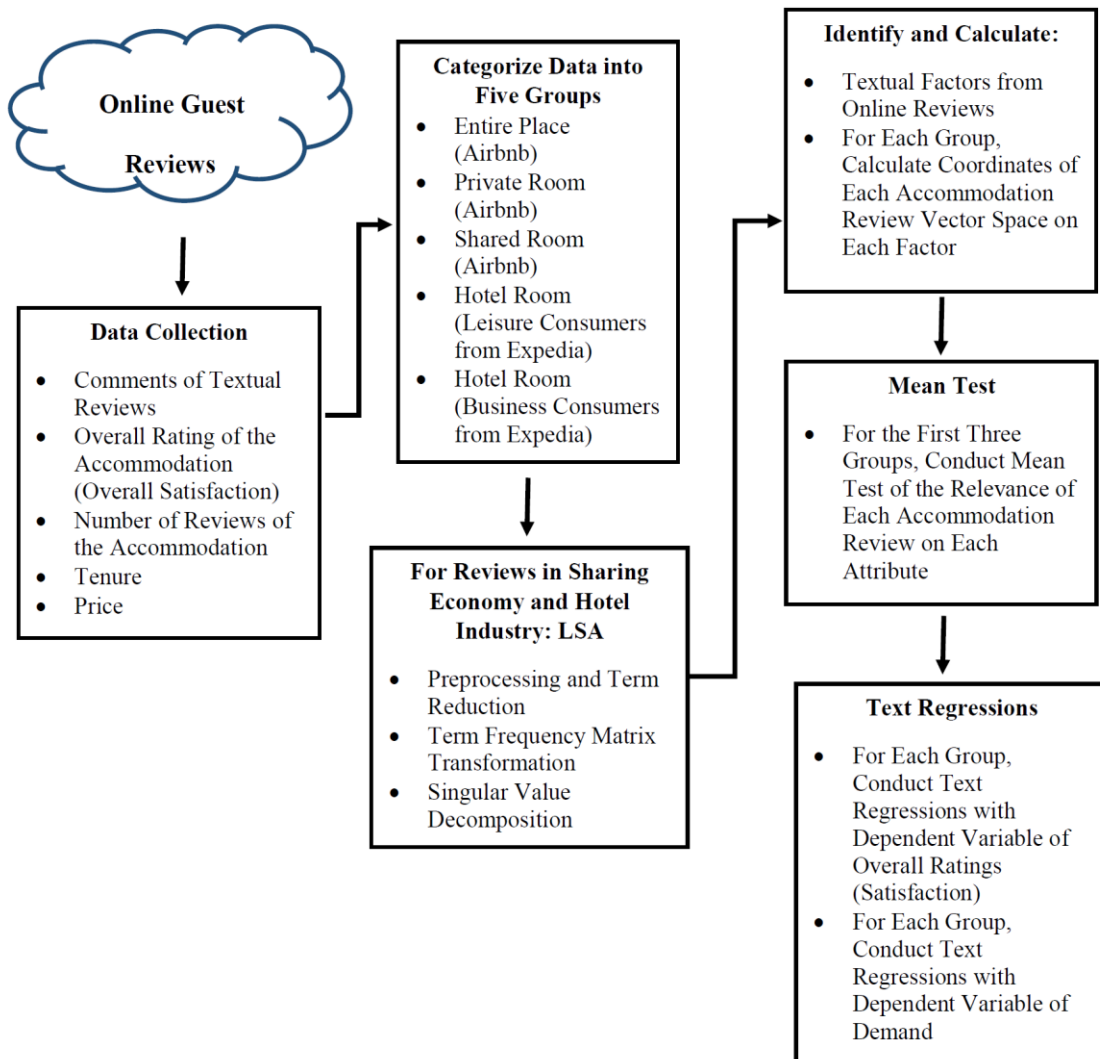 Online Guest
Reviews
Data Collection
• Comments of Textual
Reviews
• Overall Rating of the
Accommodation
(Overall Satisfaction)
• Number of Reviews of
the Accommodation
• Tenure
• Price
Categorize Data into
Five Groups
• Entire Place
(Airbnb)
• Private Room
(Airbnb)
• Shared Room
(Airbnb)
• Hotel Room
(Leisure Consumers
from Expedia)
• Hotel Room
(Business Consumers
from Expedia)
For Reviews in Sharing
Economy and Hotel
Industry: LSA
• Preprocessing and Term
Reduction
• Term Frequency Matrix
Transformation
• Singular Value
Decomposition
Identify and Calculate:
• Textual Factors from
Online Reviews
• For Each Group,
Calculate Coordinates of
Each Accommodation
Review Vector Space on
Each Factor
Mean Test
• For the First Three
Groups, Conduct Mean
Test of the Relevance of
Each Accommodation
Review on Each
Attribute
Text Regressions
• For Each Group,
Conduct Text
Regressions with
Dependent Variable of
Overall Ratings
(Satisfaction)
• For Each Group,
Conduct Text
Regressions with
Dependent Variable of
Demand